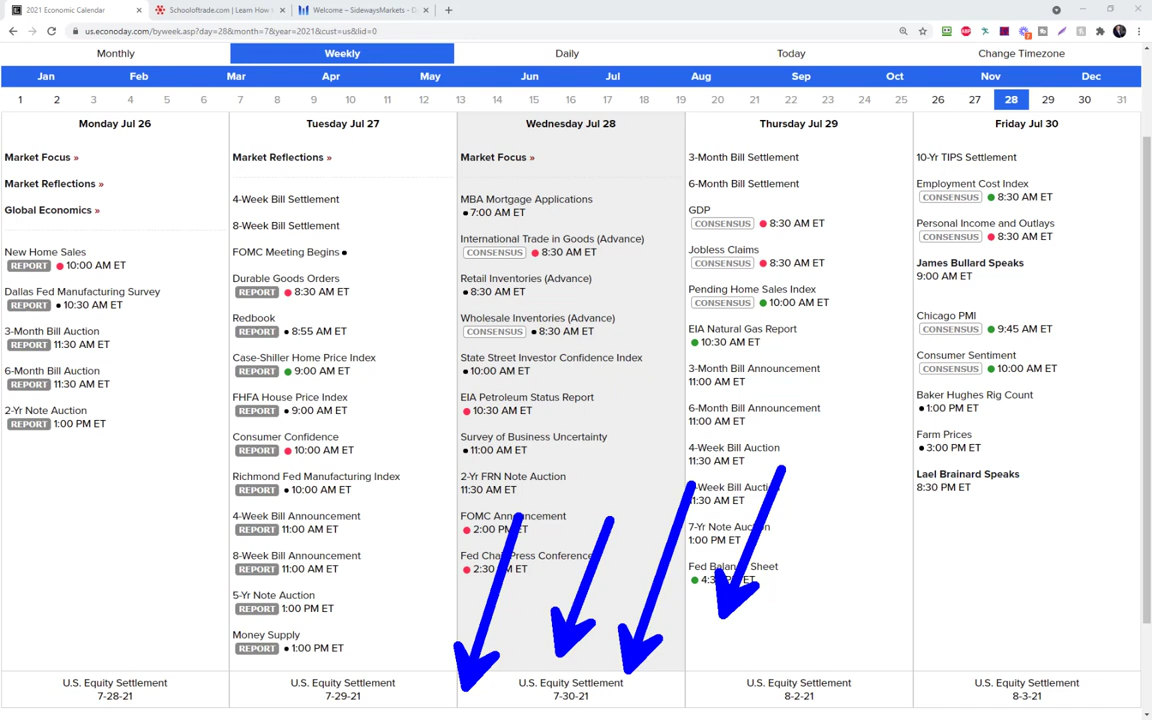 2021 Economic Calendar
Schooloftrade.com | Learn How
Welcome – SidewaysMarkets - D
us.econoday.com/byweek.asp?day=28&month=7&year=2021&cust=us&lid=0
Monthly Weekly Daily Today Change Timezone
Jan Feb Mar Apr May Jun Jul Aug Sep Oct Nov Dec
1 2 3 4 5 6 7 8 9 10 11 12 13 14 15 16 17 18 19 20 21 22 23 24 25 26 27 28 29 30 31
Monday Jul 26
Market Focus »
Market Reflections »
Global Economics »
New Home Sales
REPORT 10:00 AM ET
Dallas Fed Manufacturing Survey
REPORT 10:30 AM ET
3-Month Bill Auction
REPORT 11:30 AM ET
6-Month Bill Auction
REPORT 11:30 AM ET
2-Yr Note Auction
REPORT 1:00 PM ET
U.S. Equity Settlement
7-28-21
Tuesday Jul 27
Market Reflections »
4-Week Bill Settlement
8-Week Bill Settlement
FOMC Meeting Begins
Durable Goods Orders
REPORT 8:30 AM ET
Redbook
REPORT 8:55 AM ET
Case-Shiller Home Price Index
REPORT 9:00 AM ET
FHFA House Price Index
REPORT 9:00 AM ET
Consumer Confidence
REPORT 10:00 AM ET
Richmond Fed Manufacturing Index
REPORT 10:00 AM ET
4-Week Bill Announcement
REPORT 11:00 AM ET
8-Week Bill Announcement
REPORT 11:00 AM ET
5-Yr Note Auction
REPORT 1:00 PM ET
Money Supply
REPORT 1:00 PM ET
U.S. Equity Settlement
7-29-21
Wednesday Jul 28
Market Focus »
MBA Mortgage Applications
7:00 AM ET
International Trade in Goods (Advance)
CONSENSUS 8:30 AM ET
Retail Inventories (Advance)
8:30 AM ET
Wholesale Inventories (Advance)
CONSENSUS 8:30 AM ET
State Street Investor Confidence Index
10:00 AM ET
EIA Petroleum Status Report
10:30 AM ET
Survey of Business Uncertainty
11:00 AM ET
2-Yr FRN Note Auction
11:30 AM ET
FOMC Announcement
2:00 PM ET
Fed Chair Press Conference
2:30 PM ET
U.S. Equity Settlement
7-30-21
Thursday Jul 29
3-Month Bill Settlement
6-Month Bill Settlement
GDP
CONSENSUS 8:30 AM ET
Jobless Claims
CONSENSUS 8:30 AM ET
Pending Home Sales Index
CONSENSUS 10:00 AM ET
EIA Natural Gas Report
10:30 AM ET
3-Month Bill Announcement
11:00 AM ET
6-Month Bill Announcement
11:00 AM ET
4-Week Bill Auction
11:30 AM ET
-Week Bill Auction
11:30 AM ET
7-Yr Note Auction
1:00 PM ET
Fed Balance Sheet
4:3 PM ET
U.S. Equity Settlement
8-2-21
Friday Jul 30
10-Yr TIPS Settlement
Employment Cost Index
CONSENSUS 8:30 AM ET
Personal Income and Outlays
CONSENSUS 8:30 AM ET
James Bullard Speaks
9:00 AM ET
Chicago PMI
CONSENSUS 9:45 AM ET
Consumer Sentiment
CONSENSUS 10:00 AM ET
Baker Hughes Rig Count
1:00 PM ET
Farm Prices
3:00 PM ET
Lael Brainard Speaks
8:30 PM ET
U.S. Equity Settlement
8-3-21